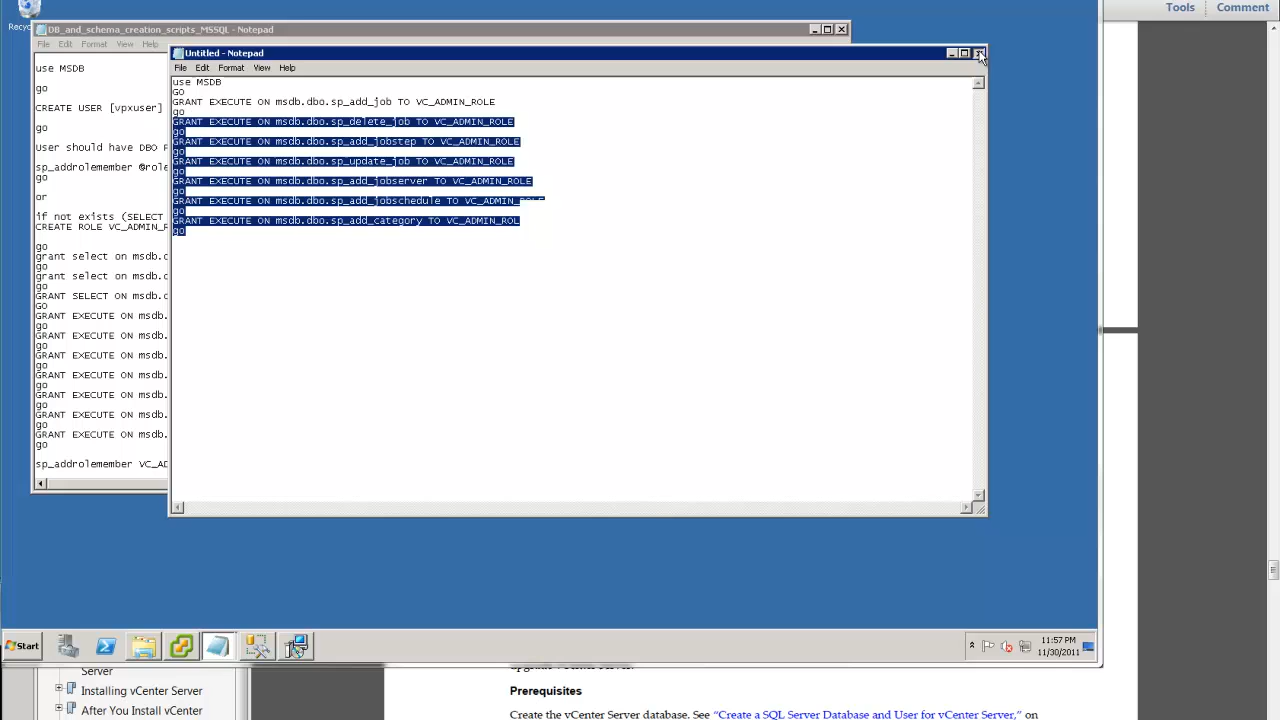 Tools Comment
Recyc
DB_and_schema_creation_scripts_MSSQL - Notepad
File Edit Format View Help
use MSDB
go
CREATE USER [vpxuser]
go
User should have DBO
sp_addrolemember @role
go
or
if not exists (SELECT
CREATE ROLE VC_ADMIN_R
go
grant select on msdb.
go
grant select on msdb.
go
GRANT SELECT ON msdb.
GO
GRANT EXECUTE ON msdb.
go
GRANT EXECUTE ON msdb.
go
GRANT EXECUTE ON msdb.
go
GRANT EXECUTE ON msdb.
go
GRANT EXECUTE ON msdb.
go
GRANT EXECUTE ON msdb.
go
GRANT EXECUTE ON msdb.
go
sp_addrolemember VC_AD
Untitled - Notepad
File Edit Format View Help
use MSDB
GO
GRANT EXECUTE ON msdb.dbo.sp_add_job TO VC_ADMIN_ROLE
go
GRANT EXECUTE ON msdb.dbo.sp_delete_job TO VC_ADMIN_ROLE
go
GRANT EXECUTE ON msdb.dbo.sp_add_jobstep TO VC_ADMIN_ROLE
go
GRANT EXECUTE ON msdb.dbo.sp_update_job TO VC_ADMIN_ROLE
go
GRANT EXECUTE ON msdb.dbo.sp_add_jobserver TO VC_ADMIN_ROLE
go
GRANT EXECUTE ON msdb.dbo.sp_add_jobschedule TO VC_ADMIN_ROLE
go
GRANT EXECUTE ON msdb.dbo.sp_add_category TO VC_ADMIN_ROL
go
Start
11:57 PM
11/30/2011
Server
Installing vCenter Server
After You Install vCenter
upgrade vCenter Server.
Prerequisites
Create the vCenter Server database. See “Create a SQL Server Database and User for vCenter Server,” on